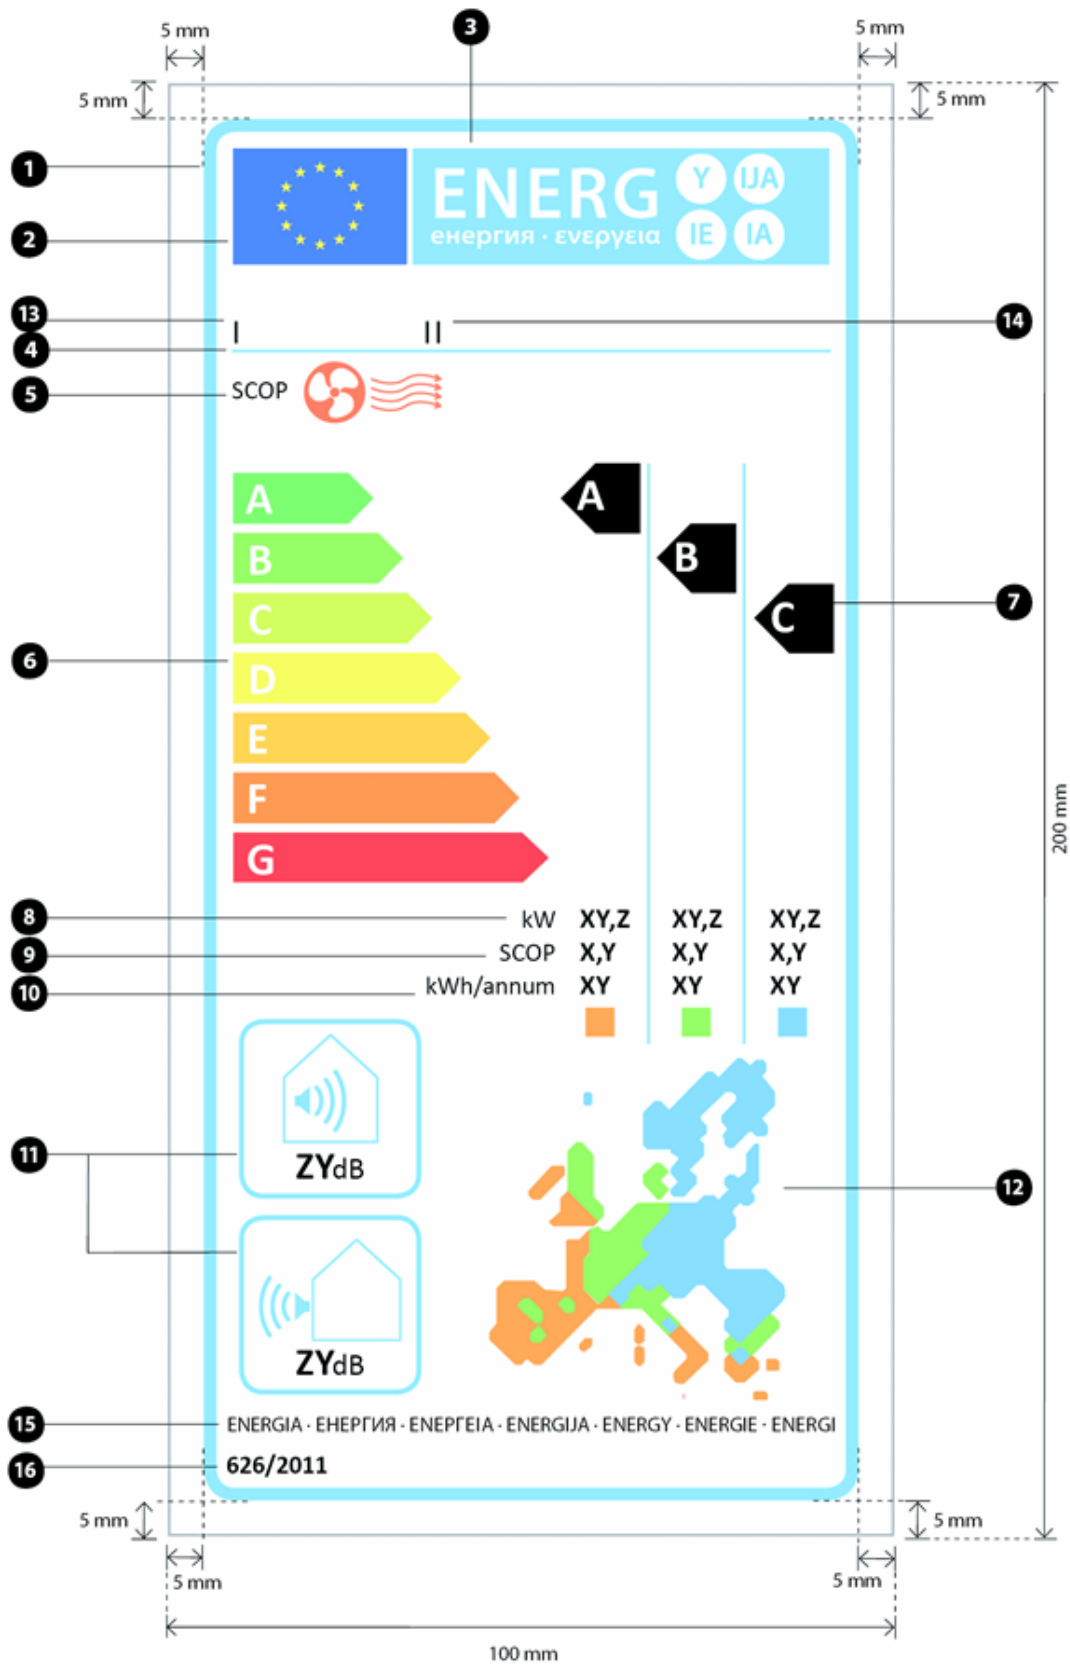 3
5 mm
5 mm
5 mm
5 mm
1
ENERG Y IJA
2
енергия · ενεργεια IE IA
13
I
II
14
4
5
SCOP
A
A
B
B
C
C
7
6
D
E
F
G
200 mm
8
kW XY,Z XY,Z XY,Z
9
SCOP X,Y X,Y X,Y
10
kWh/annum XY XY XY
11
ZYdB
12
ZYdB
15
ENERGIA · ЕНЕРГИЯ · ΕΝΕΡΓΕΙΑ · ENERGIJA · ENERGY · ENERGIE · ENERGI
16
626/2011
5 mm
5 mm
5 mm
5 mm
100 mm